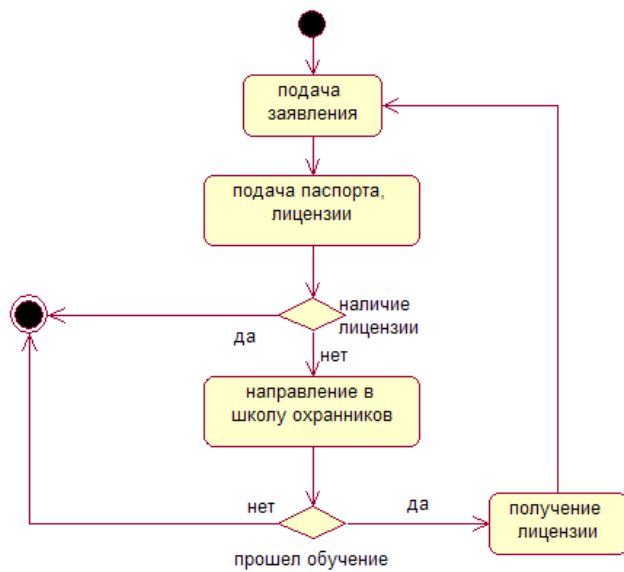 подача
заявления
подача паспорта,
лицензии
наличие
лицензии
да
нет
направление в
школу охранников
нет
да
получение
лицензии
прошел обучение